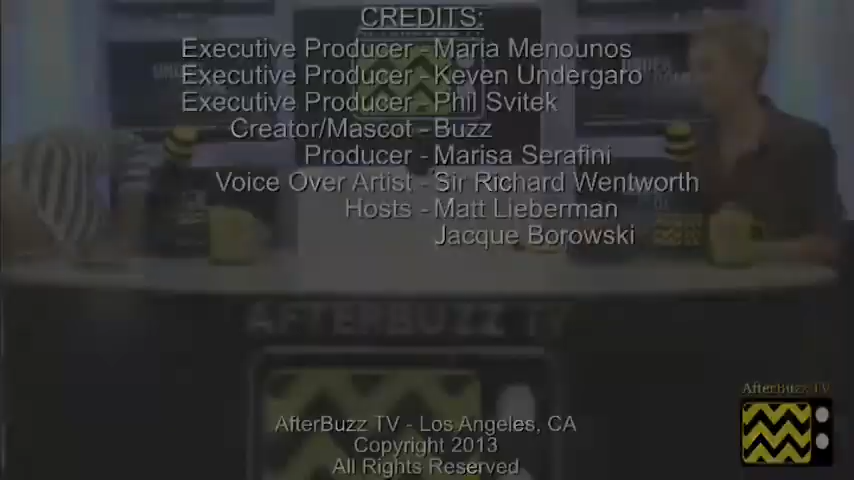 CREDITS:
Executive Producer - Maria Menounos
Executive Producer - Keven Undergaro
Executive Producer - Phil Svitek
Creator/Mascot - Buzz
Producer - Marisa Serafini
Voice Over Artist - Sir Richard Wentworth
Hosts - Matt Lieberman
Jacque Borowski
AFTERBUZZ TV
AfterBuzz TV
AfterBuzz TV - Los Angeles, CA
Copyright 2013
All Rights Reserved